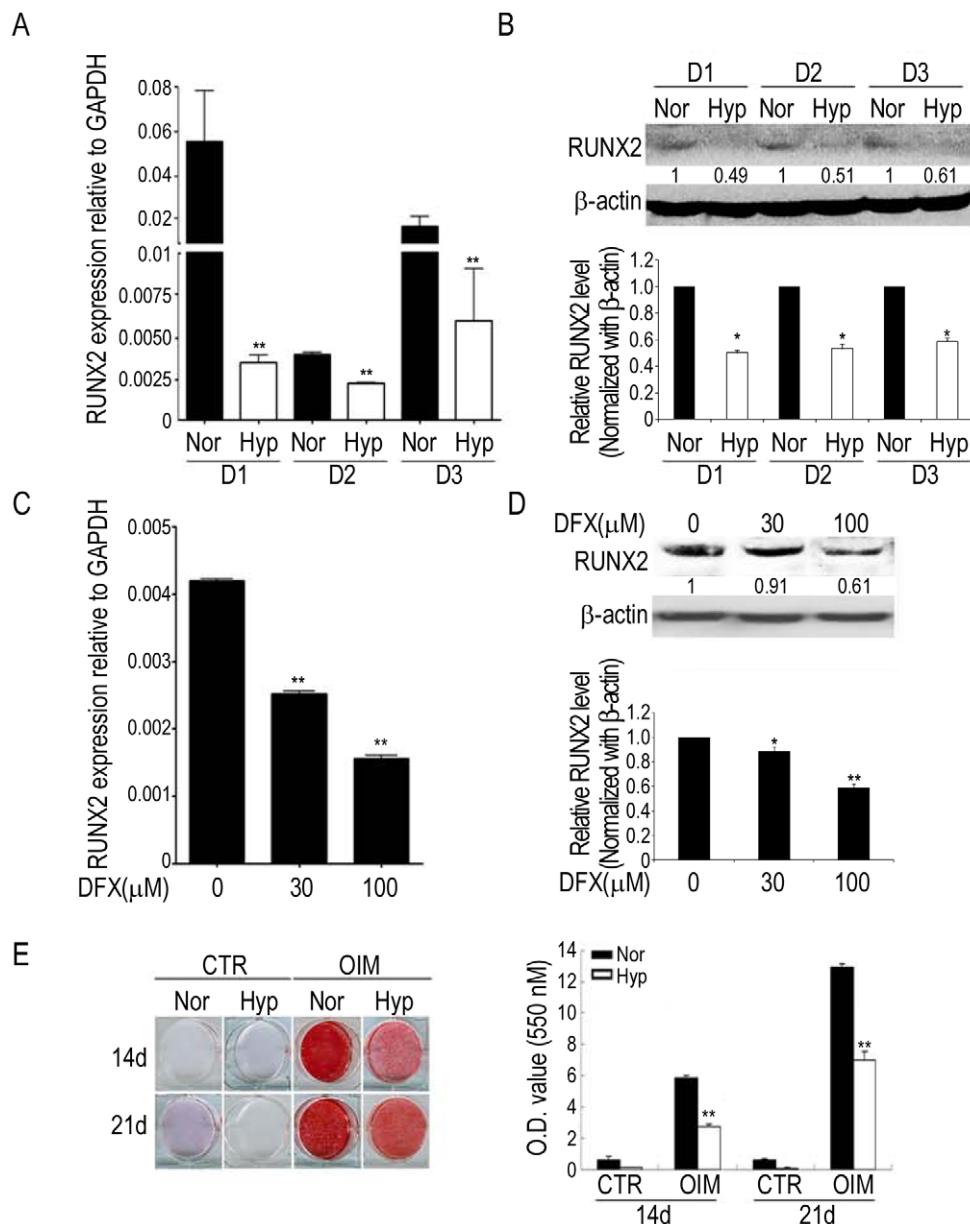 A
RUNX2 expression relative to GAPDH
0.08
0.06
0.04
0.02
0.01
0.0075
0.0050
0.0025
0
**
**
**
Nor Hyp Nor Hyp Nor Hyp
D1 D2 D3
B
D1 D2 D3
Nor Hyp Nor Hyp Nor Hyp
RUNX2
1 0.49 1 0.51 1 0.61
β-actin
Relative RUNX2 level
(Normalized with β-actin)
1.2
1.0
0.8
0.6
0.4
0.2
0
* * *
Nor Hyp Nor Hyp Nor Hyp
D1 D2 D3
C
RUNX2 expression relative to GAPDH
0.005
0.004
0.003
0.002
0.001
0
**
**
DFX(μM) 0 30 100
D
DFX(μM) 0 30 100
RUNX2
1 0.91 0.61
β-actin
Relative RUNX2 level
(Normalized with β-actin)
1.2
1.0
0.8
0.6
0.4
0.2
0
*
**
DFX(μM) 0 30 100
E
CTR OIM
Nor Hyp Nor Hyp
14d
21d
O.D. value (550 nM)
14
12
10
8
6
4
2
0
Nor
Hyp
**
**
CTR OIM CTR OIM
14d 21d